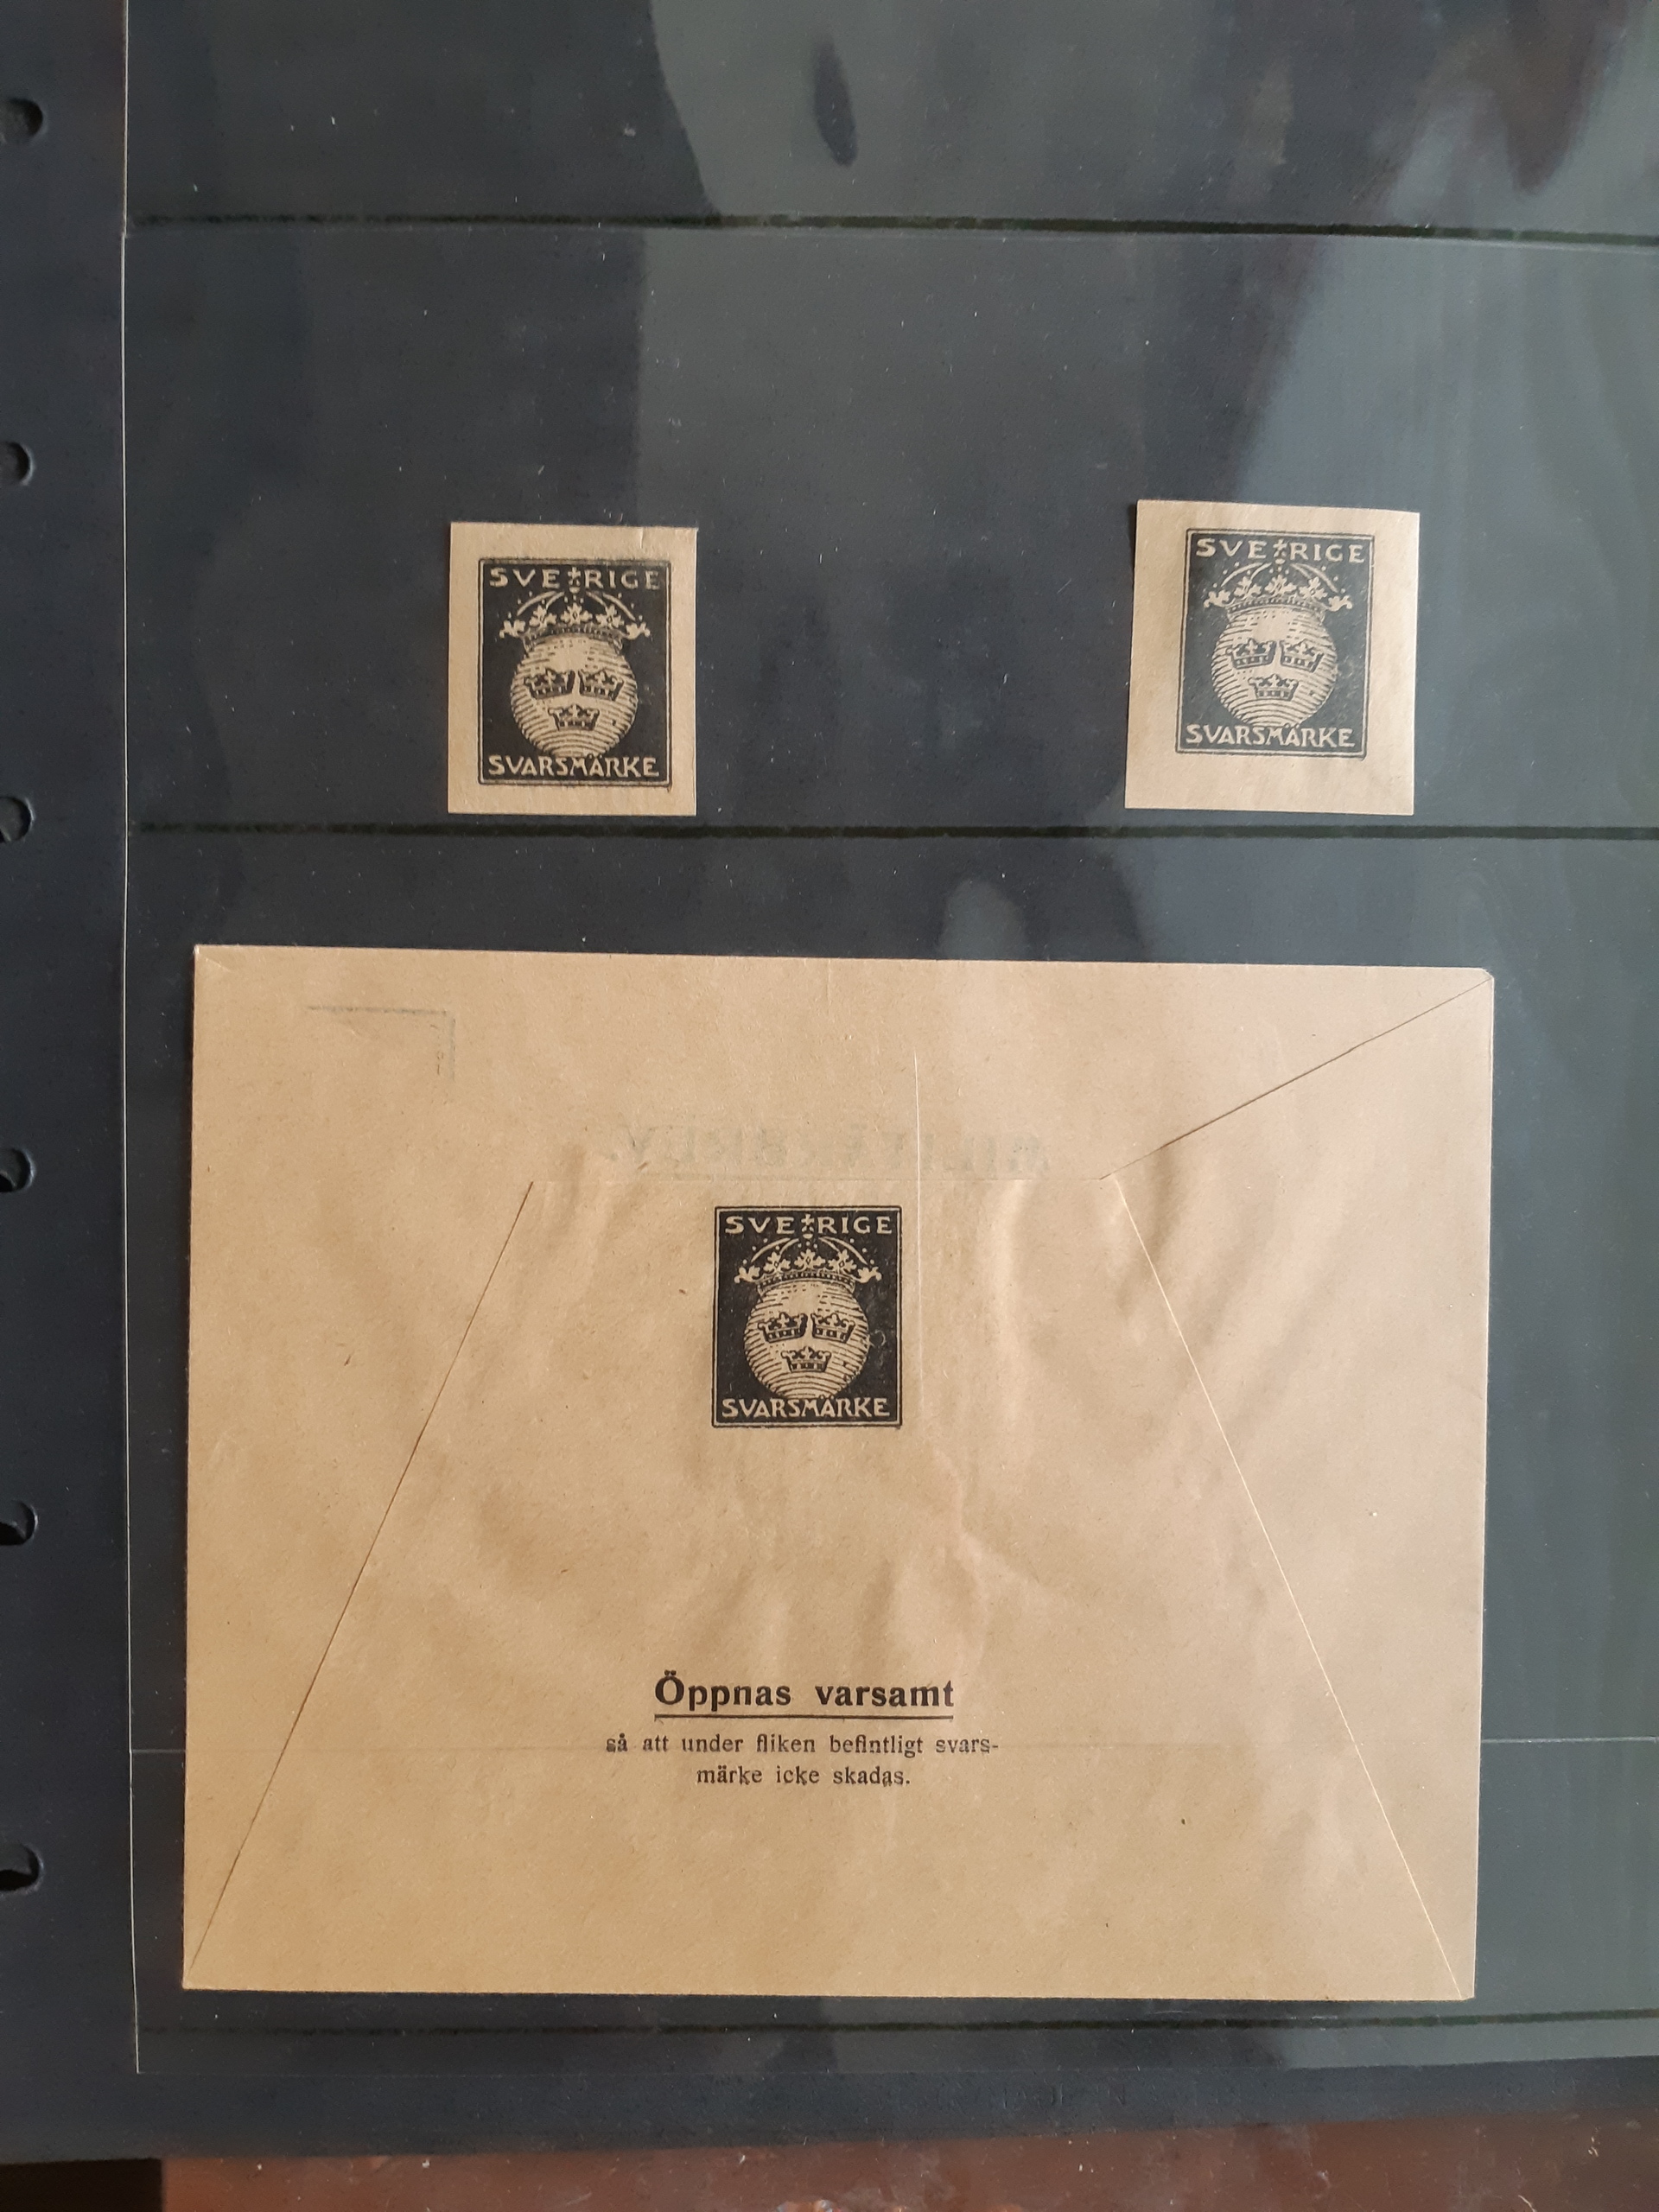 SVERIGE
SVARSMÄRKE
SVERIGE
SVARSMÄRKE
SVERIGE
SVARSMÄRKE
Öppnas varsamt
så att under fliken befintligt svars-
märke icke skadas.